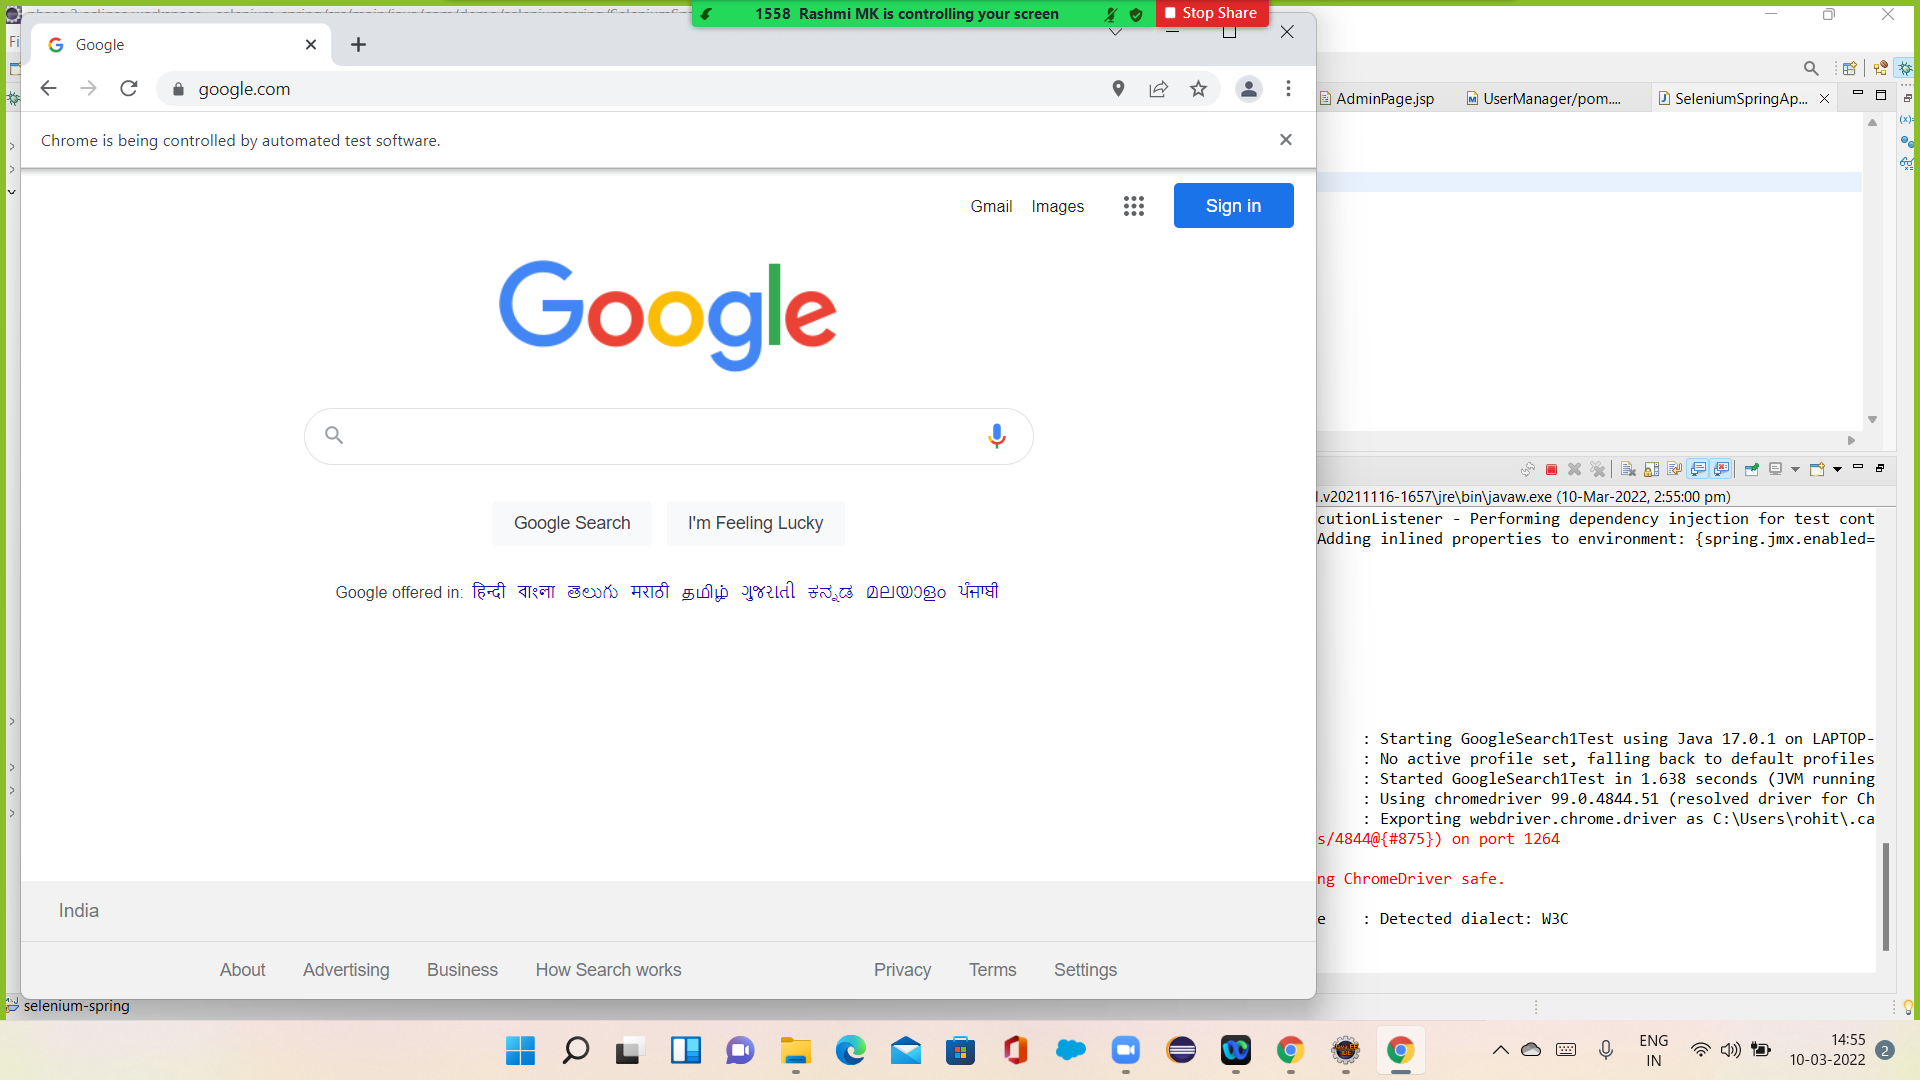 1558 Rashmi MK is controlling your screen
Stop Share
Google
google.com
Chrome is being controlled by automated test software.
Gmail Images Sign in
Google
Google Search I'm Feeling Lucky
Google offered in: हिन्दी বাংলা తెలుగు मराठी தமிழ் ગુજરાતી ಕನ್ನಡ മലയാളം ਪੰਜਾਬੀ
India
About Advertising Business How Search works Privacy Terms Settings
AdminPage.jsp UserManager/pom.... SeleniumSpringAp...
.v20211116-1657\jre\bin\javaw.exe (10-Mar-2022, 2:55:00 pm)
cutionListener - Performing dependency injection for test cont
Adding inlined properties to environment: {spring.jmx.enabled=
: Starting GoogleSearch1Test using Java 17.0.1 on LAPTOP-
: No active profile set, falling back to default profiles
: Started GoogleSearch1Test in 1.638 seconds (JVM running
: Using chromedriver 99.0.4844.51 (resolved driver for Ch
: Exporting webdriver.chrome.driver as C:\Users\rohit\.ca
s/4844@{#875}) on port 1264
ng ChromeDriver safe.
e : Detected dialect: W3C
selenium-spring
ENG
IN
14:55
10-03-2022
2